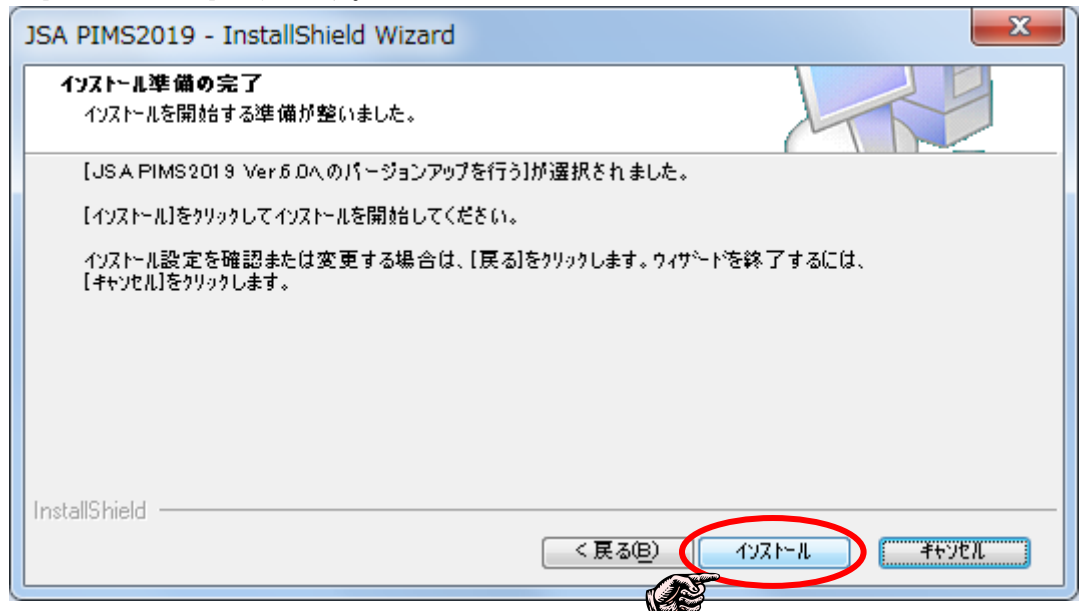 JSA PIMS2019 - InstallShield Wizard
インストール準備の完了
インストールを開始する準備が整いました。
[JSA PIMS2019 Ver.6.0へのバージョンアップを行う]が選択されました。
[インストール]をクリックしてインストールを開始してください。
インストール設定を確認または変更する場合は、[戻る]をクリックします。ウィザードを終了するには、
[キャンセル]をクリックします。
InstallShield
< 戻る(B)
インストール
キャンセル